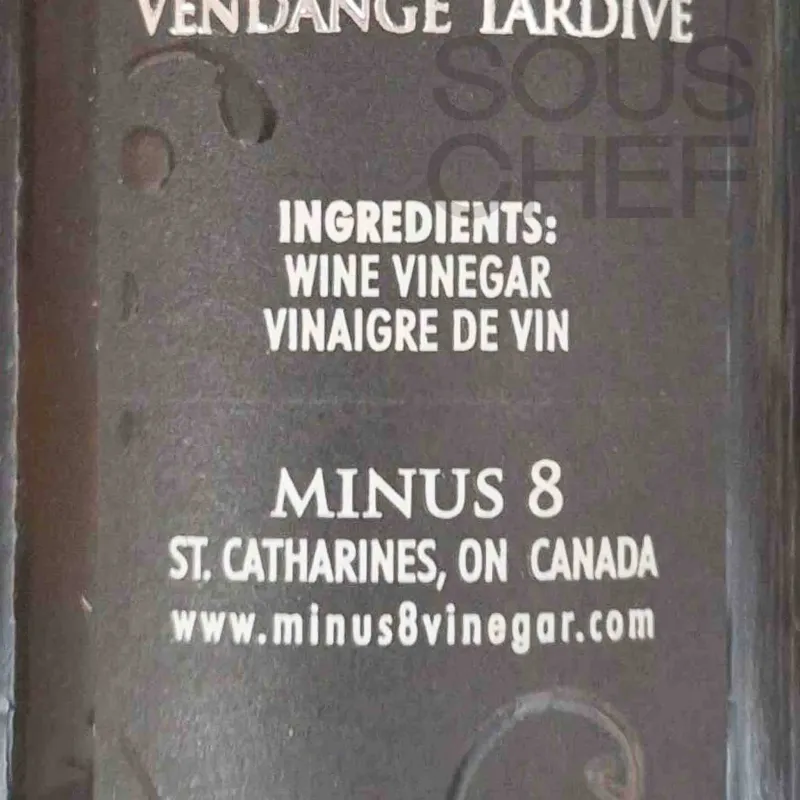 VENDANGE TARDIVE
SOUS
CHEF
INGREDIENTS:
WINE VINEGAR
VINAIGRE DE VIN
MINUS 8
ST. CATHARINES, ON CANADA
www.minus8vinegar.com